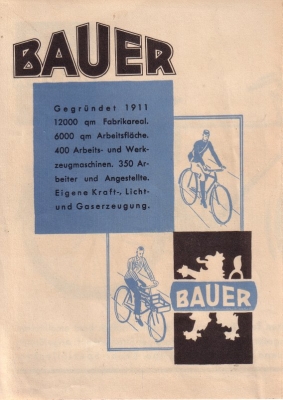 BAUER
Gegründet 1911
12000 qm Fabrikareal.
6000 qm Arbeitsfläche.
400 Arbeits- und Werk-
zeugmaschinen. 350 Ar-
beiter und Angestellte.
Eigene Kraft-, Licht-
und Gaserzeugung.
BAUER